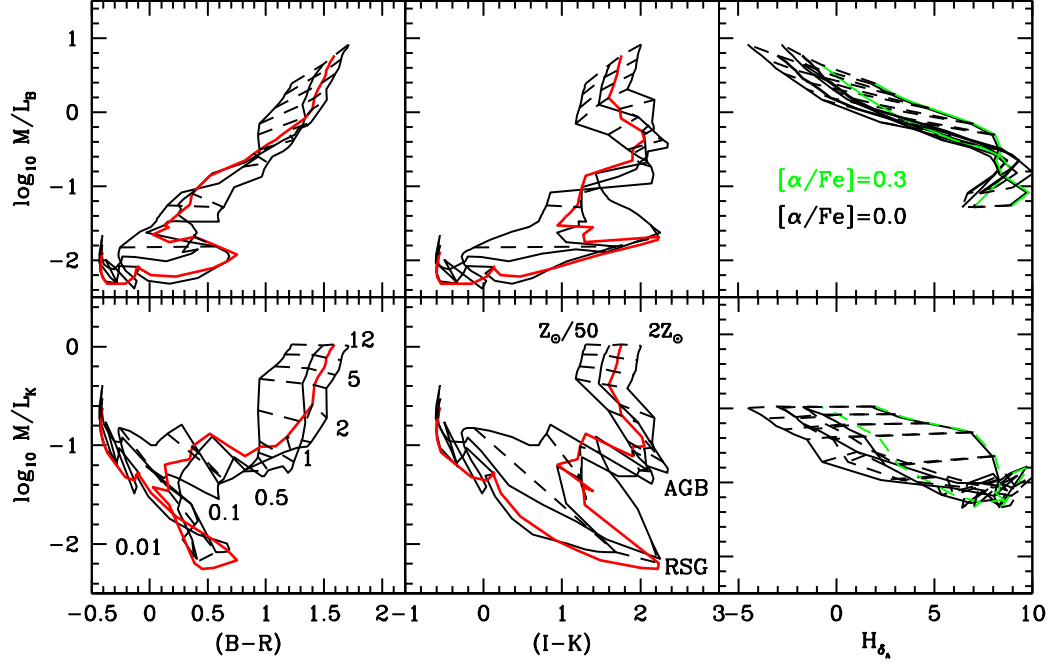 1
0
−1
−2
log₁₀ M/L_B
[α/Fe]=0.3
[α/Fe]=0.0
0
−1
−2
log₁₀ M/L_K
12
5
2
1
0.5
0.1
0.01
Z⊙/50
2Z⊙
AGB
RSG
−0.5 0 0.5 1 1.5 2
−1 0 1 2 3
−5 0 5 10
(B−R)
(I−K)
H_δA